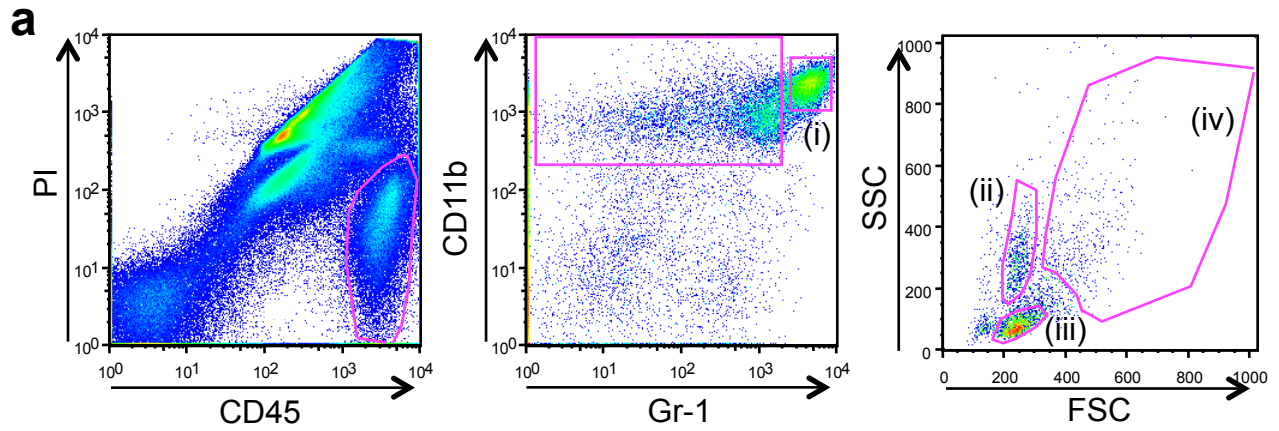 a
PI
10^4
10^3
10^2
10^1
10^0
10^0 10^1 10^2 10^3 10^4
CD45
CD11b
10^4
10^3
10^2
10^1
10^0
(i)
10^0 10^1 10^2 10^3 10^4
Gr-1
SSC
1000
800
600
400
200
0
(ii)
(iii)
(iv)
0 200 400 600 800 1000
FSC